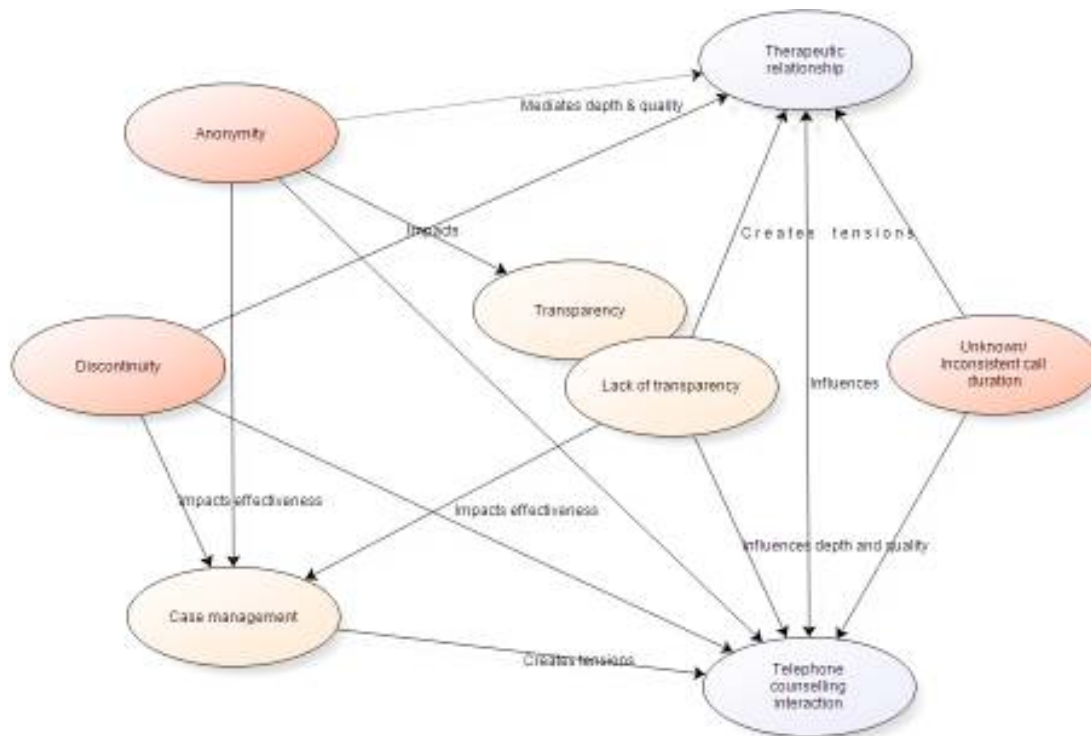 Therapeutic
relationship
Mediates depth & quality
Anonymity
Impacts
Creates tensions
Transparency
Discontinuity
Lack of transparency
Influences
Unknown/
Inconsistent call
duration
Impacts effectiveness
Impacts effectiveness
Influences depth and quality
Case management
Creates tensions
Telephone
counselling
interaction